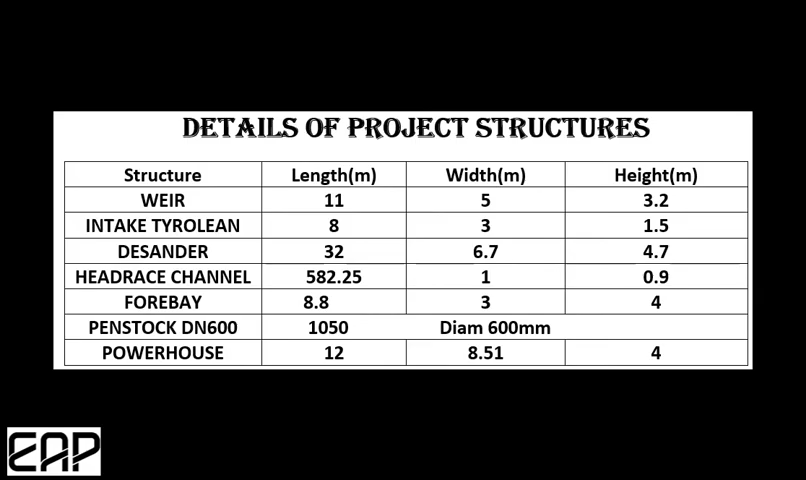 DETAILS OF PROJECT STRUCTURES
Structure Length(m) Width(m) Height(m)
WEIR 11 5 3.2
INTAKE TYROLEAN 8 3 1.5
DESANDER 32 6.7 4.7
HEADRACE CHANNEL 582.25 1 0.9
FOREBAY 8.8 3 4
PENSTOCK DN600 1050 Diam 600mm
POWERHOUSE 12 8.51 4
EAP